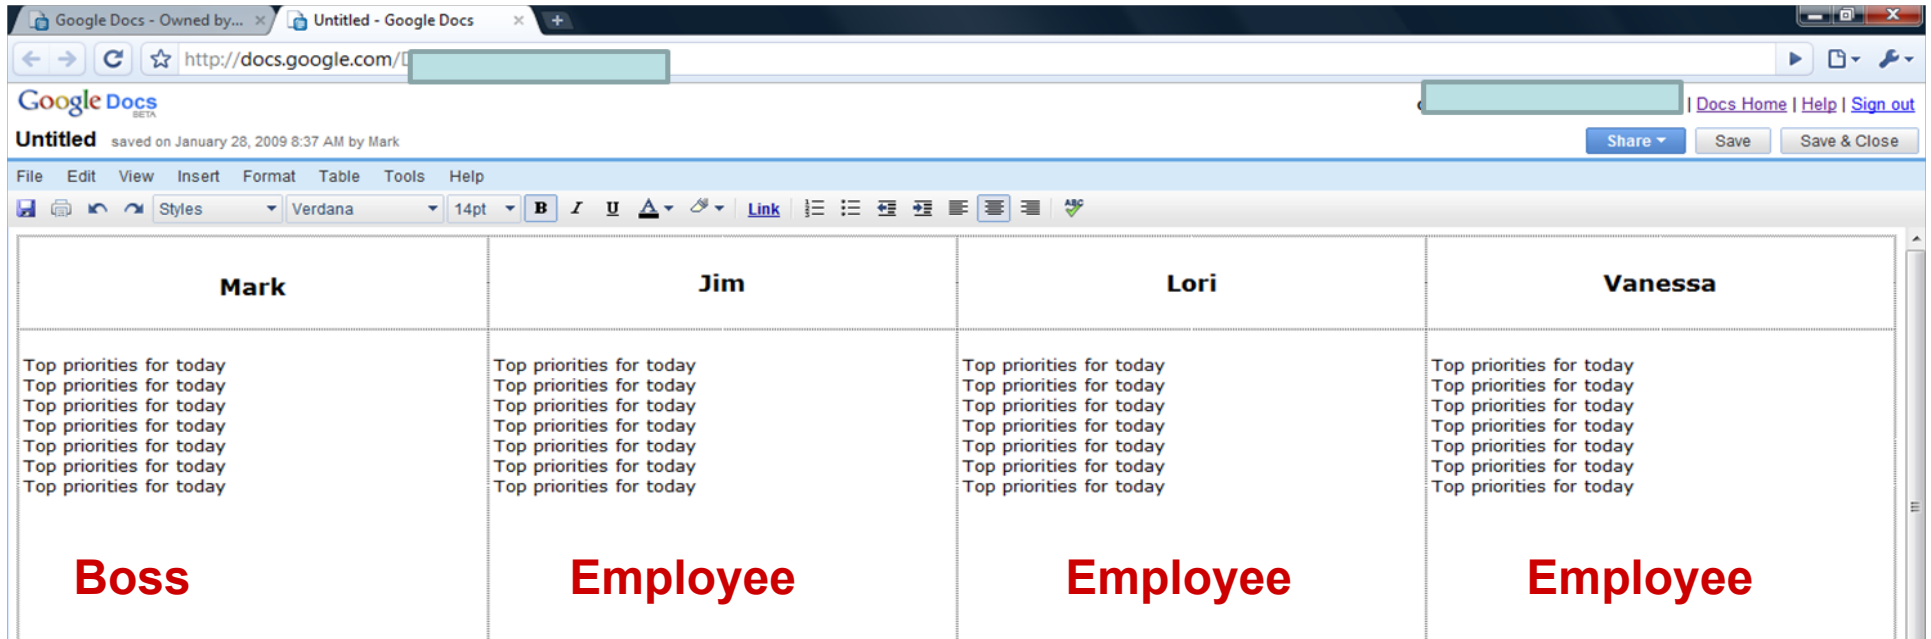 Google Docs - Owned by... Untitled - Google Docs
http://docs.google.com/
Google Docs | Docs Home | Help | Sign out
BETA
Untitled saved on January 28, 2009 8:37 AM by Mark Share Save Save & Close
File Edit View Insert Format Table Tools Help
Styles Verdana 14pt B I U A Link ABC
Mark Jim Lori Vanessa
Top priorities for today Top priorities for today Top priorities for today Top priorities for today
Top priorities for today Top priorities for today Top priorities for today Top priorities for today
Top priorities for today Top priorities for today Top priorities for today Top priorities for today
Top priorities for today Top priorities for today Top priorities for today Top priorities for today
Top priorities for today Top priorities for today Top priorities for today Top priorities for today
Top priorities for today Top priorities for today Top priorities for today Top priorities for today
Top priorities for today Top priorities for today Top priorities for today Top priorities for today
Boss Employee Employee Employee